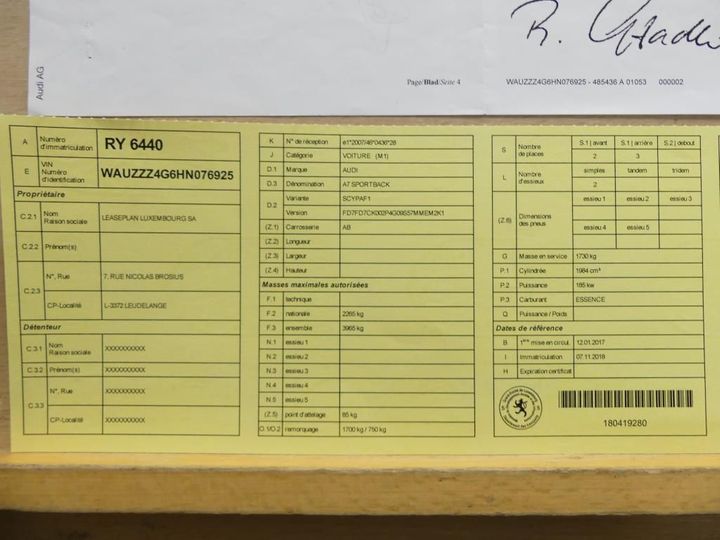 Audi AG
Page/Blad/Seite 4
WAUZZZ4G6HN076925 - 485436 A 01053 000002
A Numéro d'immatriculation RY 6440
E VIN Numéro d'identification WAUZZZ4G6HN076925
Propriétaire
C.2.1 Nom Raison sociale LEASEPLAN LUXEMBOURG SA
C.2.2 Prénom(s)
C.2.3 N°, Rue 7, RUE NICOLAS BROSIUS
CP-Localité L-3372 LEUDELANGE
Détenteur
C.3.1 Nom Raison sociale XXXXXXXXXX
C.3.2 Prénom(s) XXXXXXXXXX
C.3.3 N°, Rue XXXXXXXXXX
CP-Localité XXXXXXXXXX
K N° de réception e1*2007/46*0436*28
J Catégorie VOITURE (M1)
D.1 Marque AUDI
D.3 Dénomination A7 SPORTBACK
D.2 Variante SCYPAF1
Version FD7FD7CK002P4G09S57MMEM2K1
(Z.1) Carrosserie AB
(Z.2) Longueur
(Z.3) Largeur
(Z.4) Hauteur
Masses maximales autorisées
F.1 technique
F.2 nationale 2265 kg
F.3 ensemble 3965 kg
N.1 essieu 1
N.2 essieu 2
N.3 essieu 3
N.4 essieu 4
N.5 essieu 5
(Z.5) point d'attelage 85 kg
O.1/O.2 remorquage 1700 kg / 750 kg
S Nombre de places S.1 | avant S.1 | arrière S.2 | debout
2 3
L Nombre d'essieux simples tandem tridem
2
(Z.6) Dimensions des pneus essieu 1 essieu 2 essieu 3
essieu 4 essieu 5
G Masse en service 1730 kg
P.1 Cylindrée 1984 cm³
P.2 Puissance 185 kw
P.3 Carburant ESSENCE
Q Puissance / Poids
Dates de référence
B 1ère mise en circul. 12.01.2017
I Immatriculation 07.11.2018
H Expiration certificat
180419280